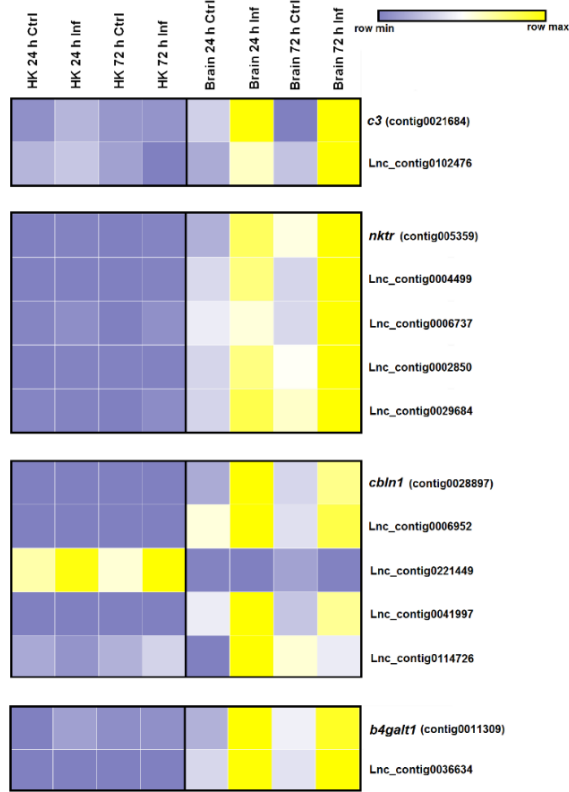 HK 24 h Ctrl
HK 24 h Inf
HK 72 h Ctrl
HK 72 h Inf
Brain 24 h Ctrl
Brain 24 h Inf
Brain 72 h Ctrl
Brain 72 h Inf
row min row max
c3 (contig0021684)
Lnc_contig0102476
nktr (contig005359)
Lnc_contig0004499
Lnc_contig0006737
Lnc_contig0002850
Lnc_contig0029684
cbln1 (contig0028897)
Lnc_contig0006952
Lnc_contig0221449
Lnc_contig0041997
Lnc_contig0114726
b4galt1 (contig0011309)
Lnc_contig0036634